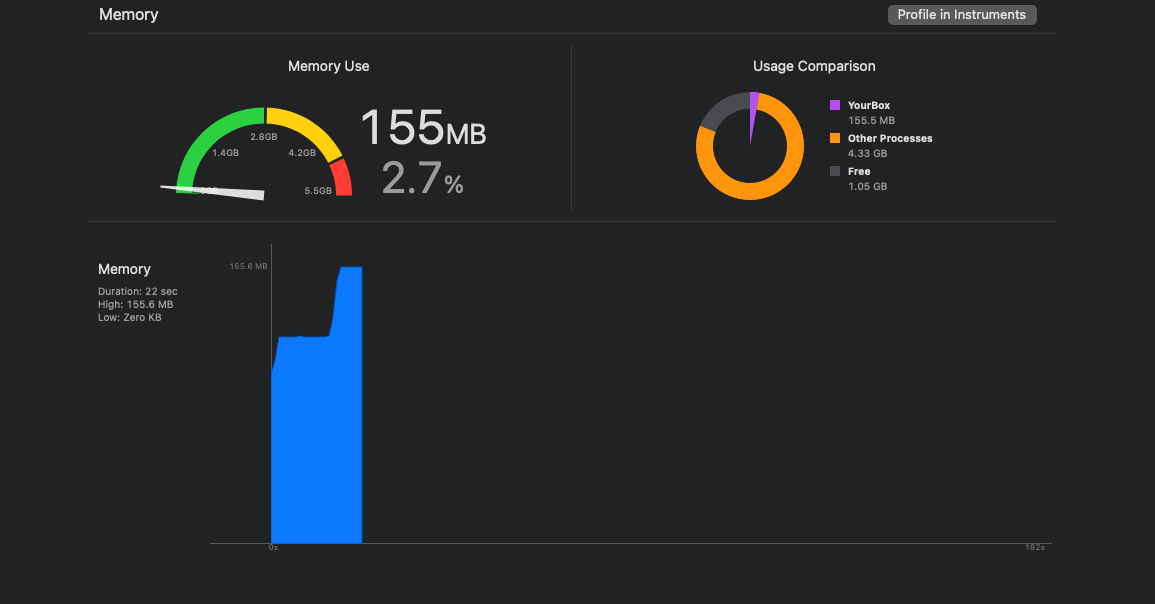 Memory
Profile in Instruments
Memory Use
Usage Comparison
2.8GB
1.4GB
4.2GB
5.5GB
155MB
2.7%
YourBox
155.5 MB
Other Processes
4.33 GB
Free
1.05 GB
Memory
Duration: 22 sec
High: 155.6 MB
Low: Zero KB
155.6 MB
0s
182s